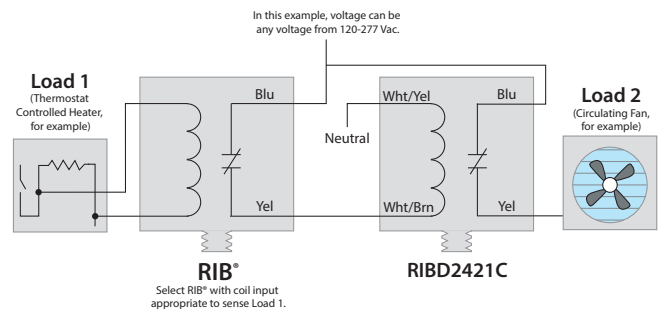 In this example, voltage can be
any voltage from 120-277 Vac.
Load 1
(Thermostat
Controlled Heater,
for example)
Blu
Yel
RIB®
Select RIB® with coil input
appropriate to sense Load 1.
Wht/Yel
Neutral
Wht/Brn
Blu
Yel
RIBD2421C
Load 2
(Circulating Fan,
for example)